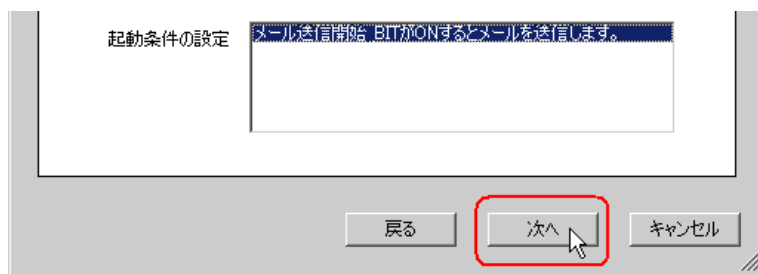 起動条件の設定
メール送信開始 BITがONするとメールを送信します。
戻る
次へ
キャンセル